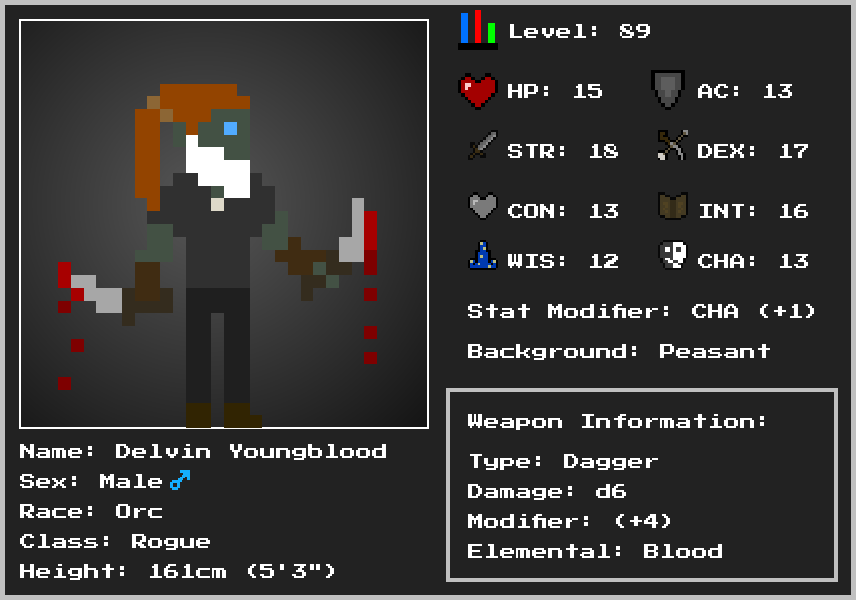 Level: 89
HP: 15 AC: 13
STR: 18 DEX: 17
CON: 13 INT: 16
WIS: 12 CHA: 13
Stat Modifier: CHA (+1)
Background: Peasant
Weapon Information:
Type: Dagger
Damage: d6
Modifier: (+4)
Elemental: Blood
Name: Delvin Youngblood
Sex: Male♂
Race: Orc
Class: Rogue
Height: 161cm (5'3")